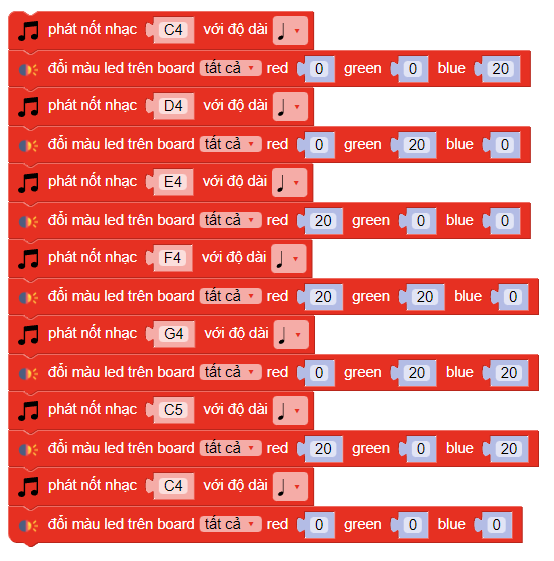 phát nốt nhạc C4 với độ dài
đổi màu led trên board tất cả red 0 green 0 blue 20
phát nốt nhạc D4 với độ dài
đổi màu led trên board tất cả red 0 green 20 blue 0
phát nốt nhạc E4 với độ dài
đổi màu led trên board tất cả red 20 green 0 blue 0
phát nốt nhạc F4 với độ dài
đổi màu led trên board tất cả red 20 green 20 blue 0
phát nốt nhạc G4 với độ dài
đổi màu led trên board tất cả red 0 green 20 blue 20
phát nốt nhạc C5 với độ dài
đổi màu led trên board tất cả red 20 green 0 blue 20
phát nốt nhạc C4 với độ dài
đổi màu led trên board tất cả red 0 green 0 blue 0